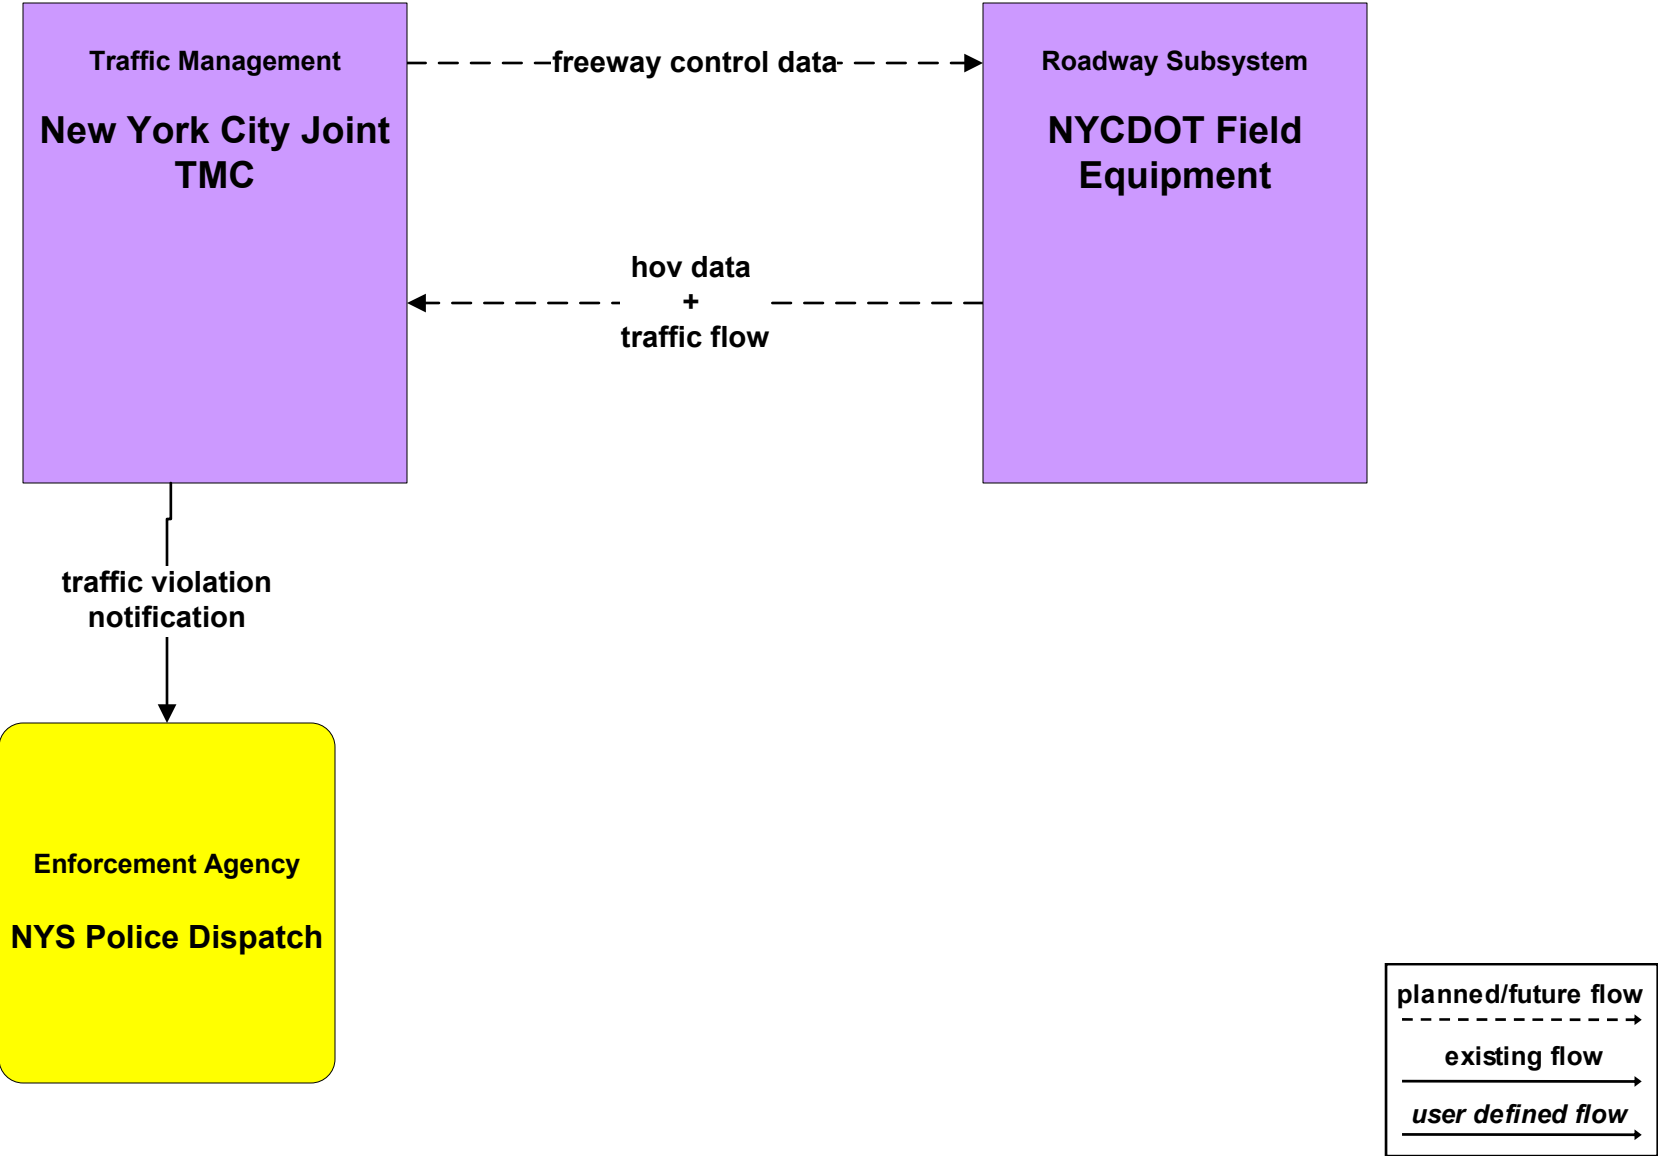 Traffic Management
New York City Joint
TMC
freeway control data
Roadway Subsystem
NYCDOT Field
Equipment
hov data
+
traffic flow
traffic violation
notification
Enforcement Agency
NYS Police Dispatch
planned/future flow
existing flow
user defined flow